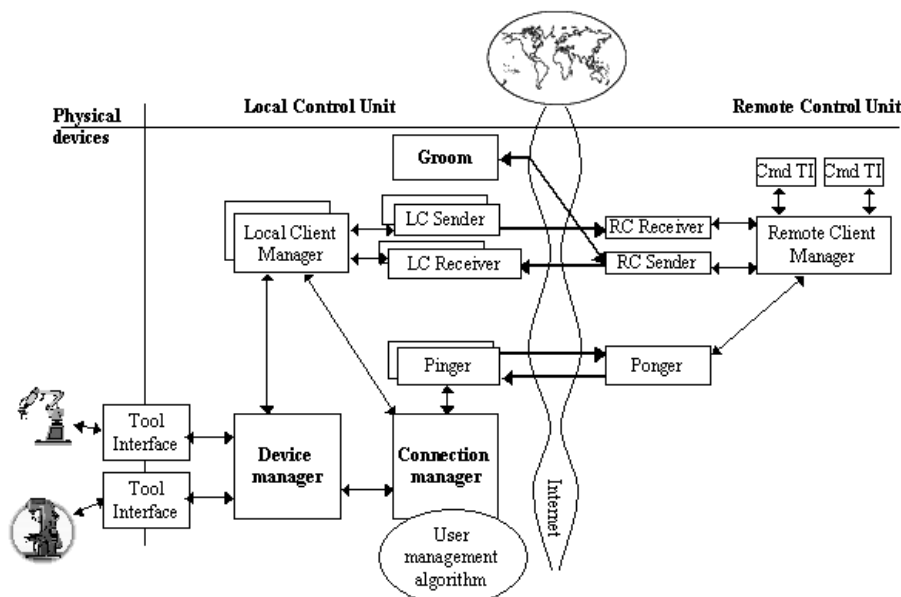 Local Control Unit
Remote Control Unit
Physical
devices
Groom
Cmd TI
Cmd TI
LC Sender
RC Receiver
Local Client
Manager
Remote Client
Manager
LC Receiver
RC Sender
Pinger
Ponger
Tool
Interface
Device
manager
Connection
manager
Tool
Interface
Internet
User
management
algorithm